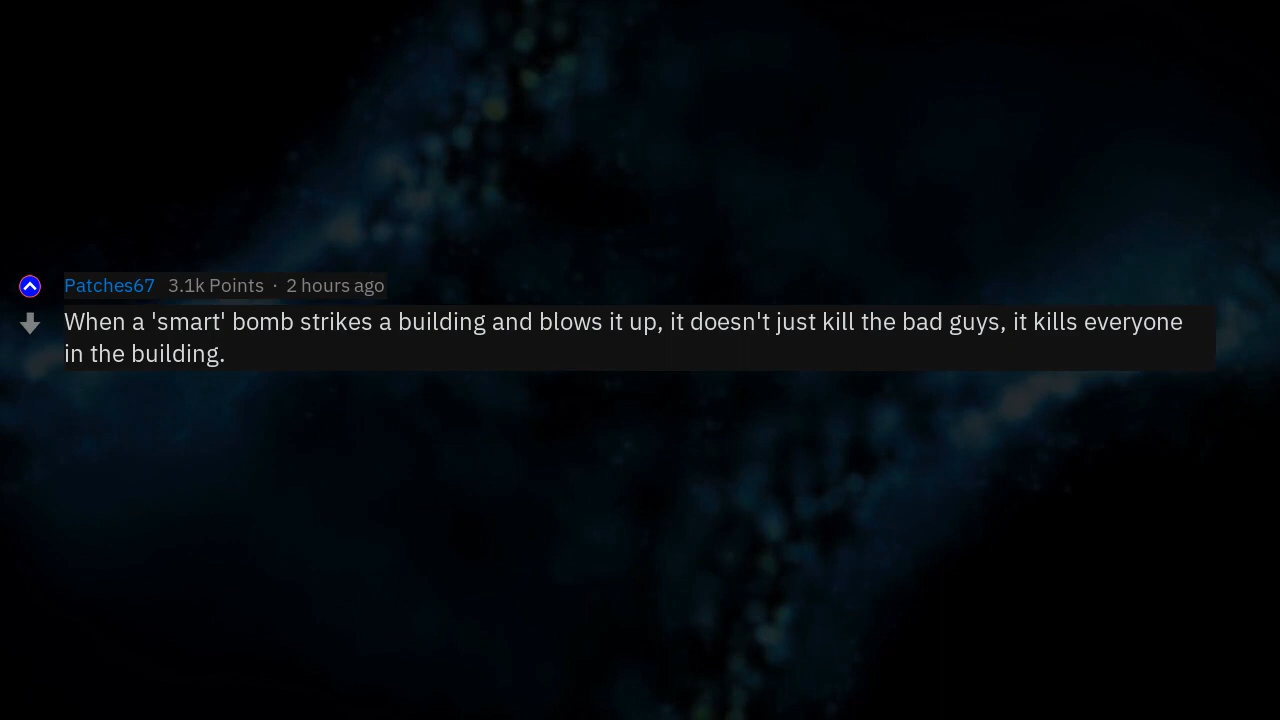 Patches67 3.1k Points · 2 hours ago
When a 'smart' bomb strikes a building and blows it up, it doesn't just kill the bad guys, it kills everyone
in the building.